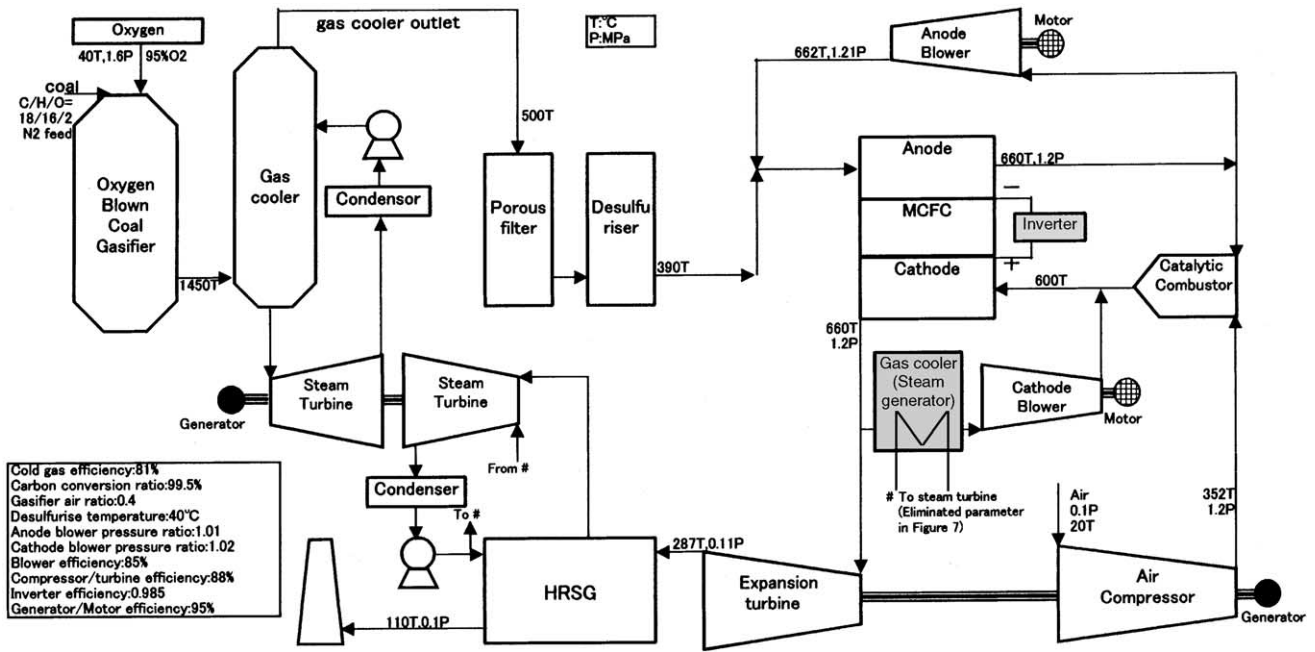 gas cooler outlet
T:℃
P:MPa
Oxygen
40T,1.6P
95%O2
coal
C/H/O=
18/16/2
N2 feed
Oxygen
Blown
Coal
Gasifier
1450T
Gas
cooler
Condensor
500T
Porous
filter
Desulfu
riser
390T
662T,1.21P
Anode
Blower
Motor
Anode
660T,1.2P
−
MCFC
Inverter
+
Cathode
600T
Catalytic
Combustor
660T
1.2P
Gas cooler
(Steam
generator)
Cathode
Blower
Motor
Steam
Turbine
Steam
Turbine
Generator
From #
# To steam turbine
(Eliminated parameter
in Figure 7)
Air
0.1P
20T
352T
1.2P
Cold gas efficiency:81%
Carbon conversion ratio:99.5%
Gasifier air ratio:0.4
Desulfurise temperature:40℃
Anode blower pressure ratio:1.01
Cathode blower pressure ratio:1.02
Blower efficiency:85%
Compressor/turbine efficiency:88%
Inverter efficiency:0.985
Generator/Motor efficiency:95%
Condenser
To #
287T,0.11P
HRSG
110T,0.1P
Expansion
turbine
Air
Compressor
Generator